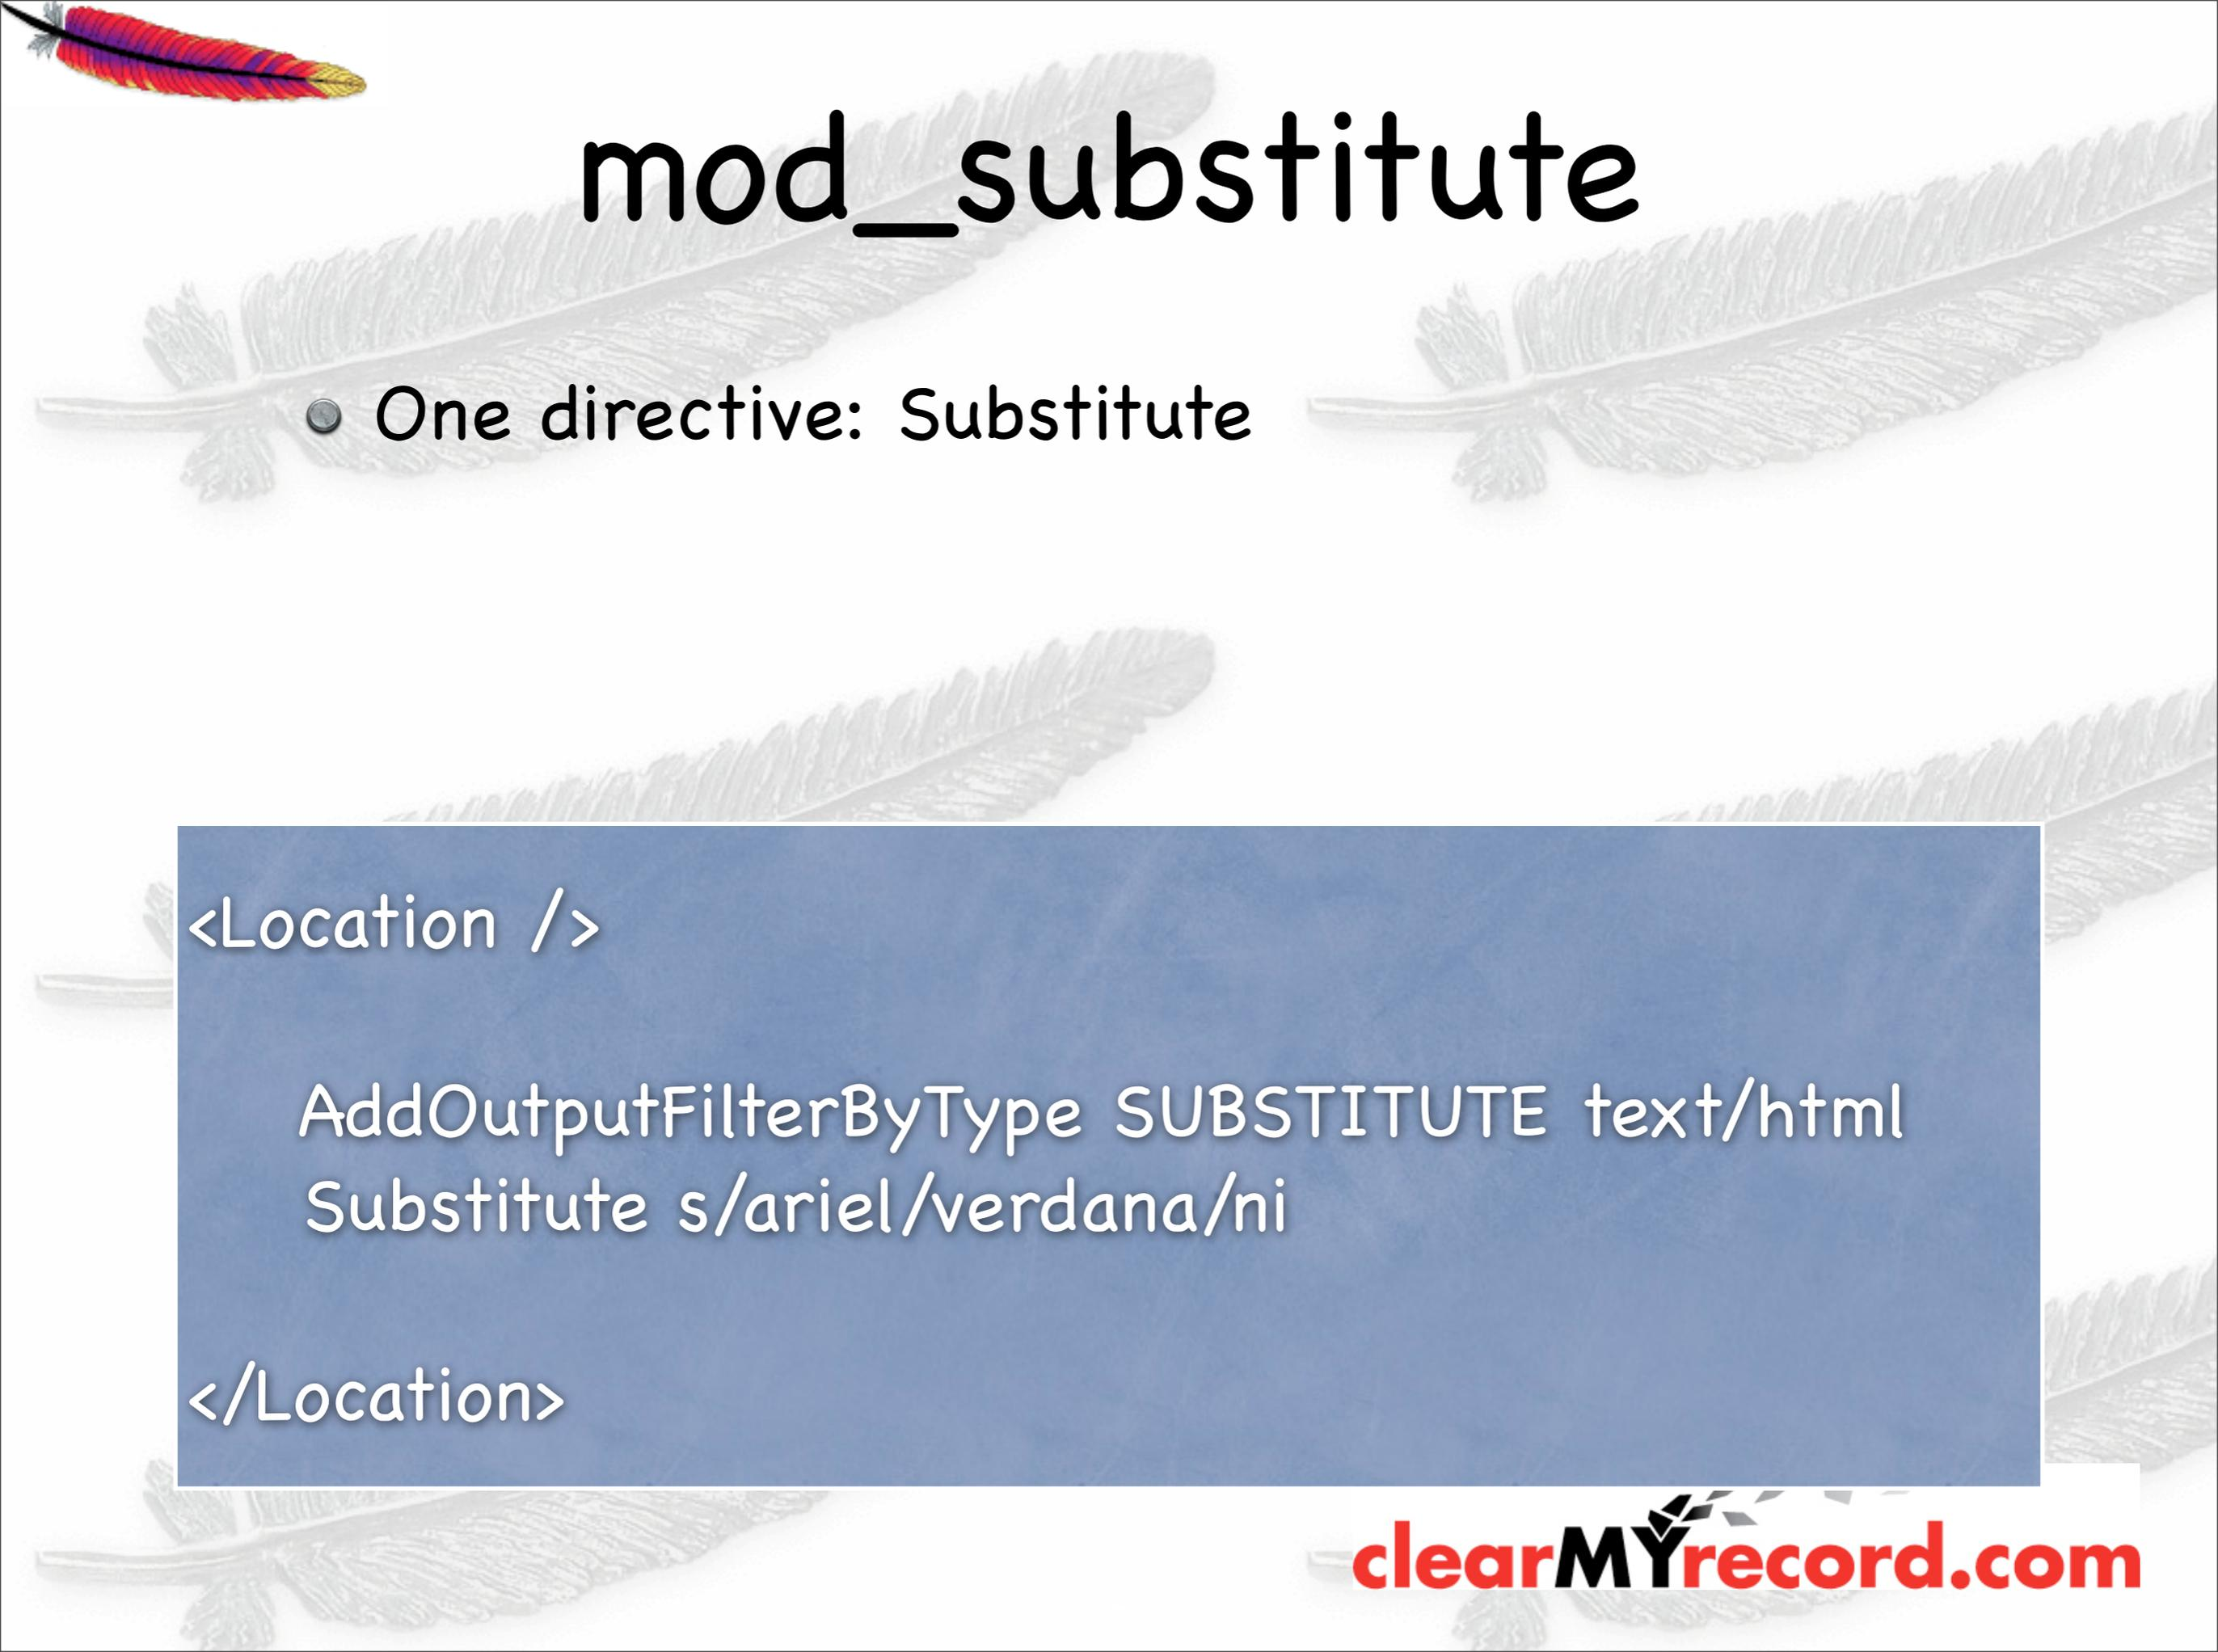 mod_substitute
One directive: Substitute
<Location />
AddOutputFilterByType SUBSTITUTE text/html
Substitute s/ariel/verdana/ni
</Location>
clearMYrecord.com